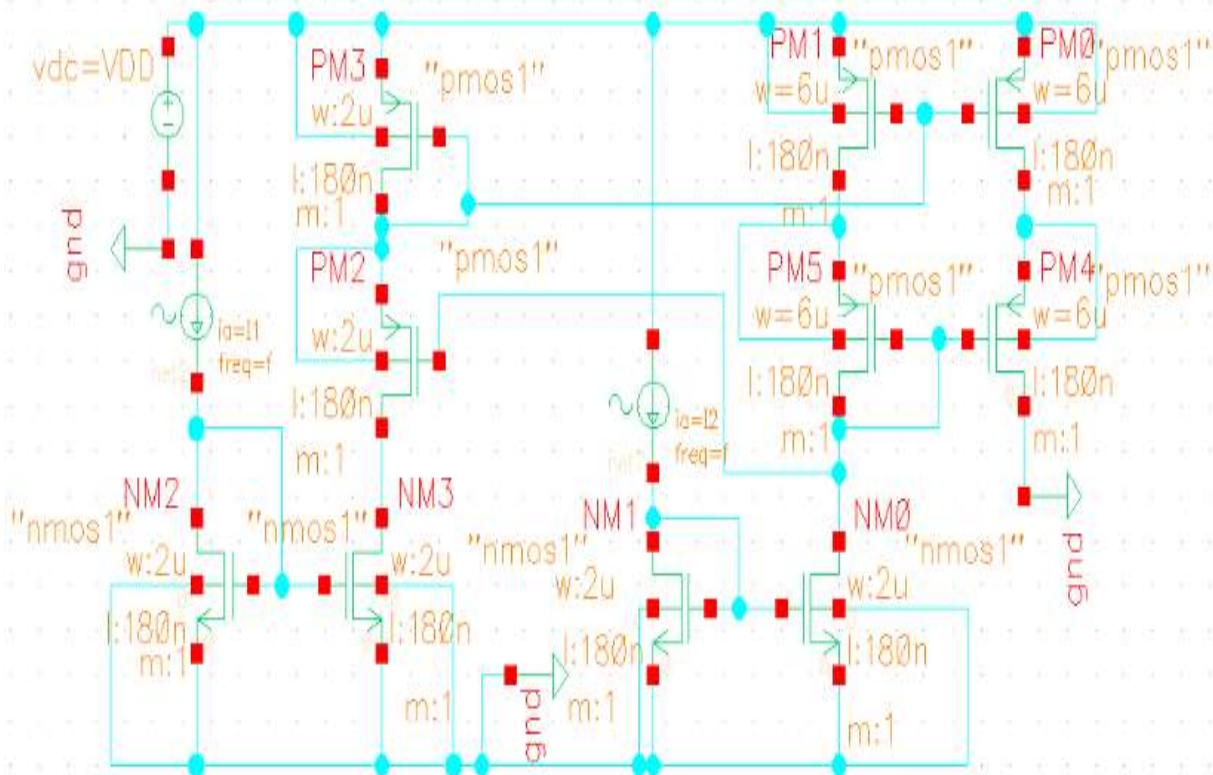 vdc=VDD
gnd
ia=I1
freq=f
PM3
"pmos1"
w:2u
l:180n
m:1
PM2
"pmos1"
w:2u
l:180n
m:1
NM2
"nmos1"
w:2u
l:180n
m:1
NM3
"nmos1"
w:2u
l:180n
m:1
gnd
ia=I2
freq=f
NM1
"nmos1"
w:2u
l:180n
m:1
NM0
"nmos1"
w:2u
l:180n
m:1
PM1
"pmos1"
w=6u
l:180n
m:1
PM0
"pmos1"
w=6u
l:180n
m:1
PM5
"pmos1"
w=6u
l:180n
m:1
PM4
"pmos1"
w=6u
l:180n
m:1
gnd